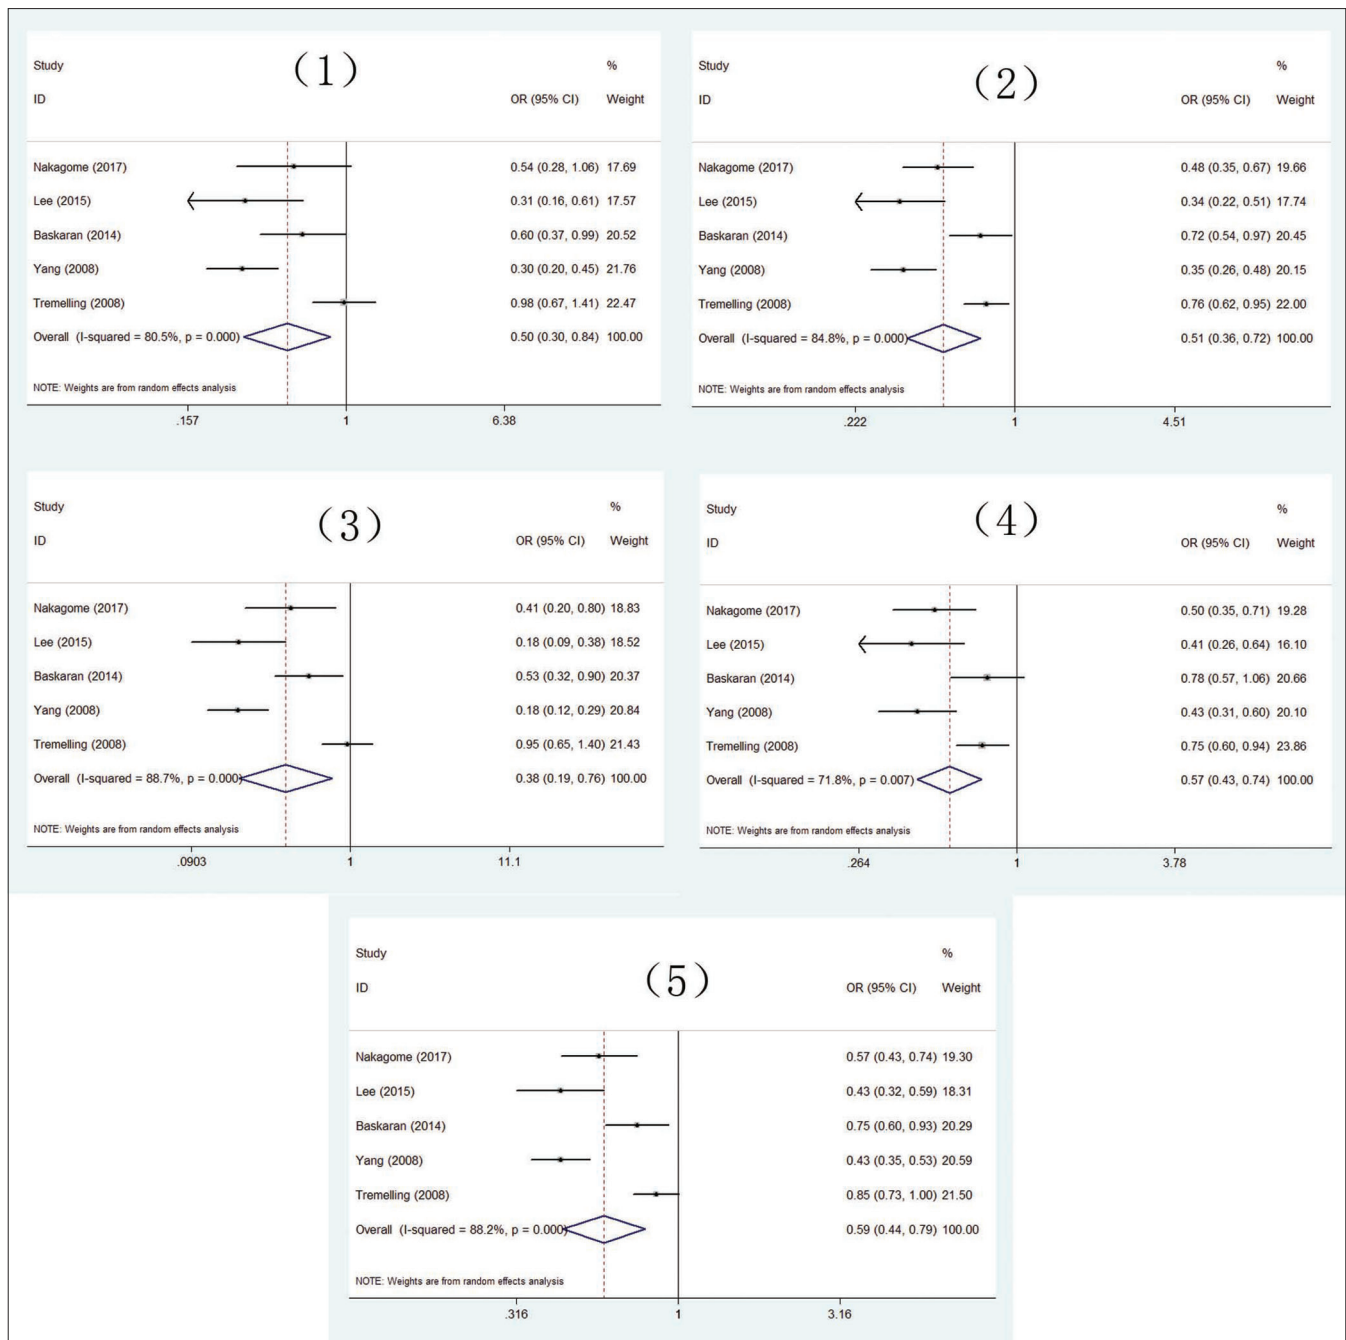 (1)
Study %
ID OR (95% CI) Weight
Nakagome (2017) 0.54 (0.28, 1.06) 17.69
Lee (2015) 0.31 (0.16, 0.61) 17.57
Baskaran (2014) 0.60 (0.37, 0.99) 20.52
Yang (2008) 0.30 (0.20, 0.45) 21.76
Tremelling (2008) 0.98 (0.67, 1.41) 22.47
Overall (I-squared = 80.5%, p = 0.000) 0.50 (0.30, 0.84) 100.00
NOTE: Weights are from random effects analysis
.157 1 6.38
(2)
Study %
ID OR (95% CI) Weight
Nakagome (2017) 0.48 (0.35, 0.67) 19.66
Lee (2015) 0.34 (0.22, 0.51) 17.74
Baskaran (2014) 0.72 (0.54, 0.97) 20.45
Yang (2008) 0.35 (0.26, 0.48) 20.15
Tremelling (2008) 0.76 (0.62, 0.95) 22.00
Overall (I-squared = 84.8%, p = 0.000) 0.51 (0.36, 0.72) 100.00
NOTE: Weights are from random effects analysis
.222 1 4.51
(3)
Study %
ID OR (95% CI) Weight
Nakagome (2017) 0.41 (0.20, 0.80) 18.83
Lee (2015) 0.18 (0.09, 0.38) 18.52
Baskaran (2014) 0.53 (0.32, 0.90) 20.37
Yang (2008) 0.18 (0.12, 0.29) 20.84
Tremelling (2008) 0.95 (0.65, 1.40) 21.43
Overall (I-squared = 88.7%, p = 0.000) 0.38 (0.19, 0.76) 100.00
NOTE: Weights are from random effects analysis
.0903 1 11.1
(4)
Study %
ID OR (95% CI) Weight
Nakagome (2017) 0.50 (0.35, 0.71) 19.28
Lee (2015) 0.41 (0.26, 0.64) 16.10
Baskaran (2014) 0.78 (0.57, 1.06) 20.66
Yang (2008) 0.43 (0.31, 0.60) 20.10
Tremelling (2008) 0.75 (0.60, 0.94) 23.86
Overall (I-squared = 71.8%, p = 0.007) 0.57 (0.43, 0.74) 100.00
NOTE: Weights are from random effects analysis
.264 1 3.78
(5)
Study %
ID OR (95% CI) Weight
Nakagome (2017) 0.57 (0.43, 0.74) 19.30
Lee (2015) 0.43 (0.32, 0.59) 18.31
Baskaran (2014) 0.75 (0.60, 0.93) 20.29
Yang (2008) 0.43 (0.35, 0.53) 20.59
Tremelling (2008) 0.85 (0.73, 1.00) 21.50
Overall (I-squared = 88.2%, p = 0.000) 0.59 (0.44, 0.79) 100.00
NOTE: Weights are from random effects analysis
.316 1 3.16